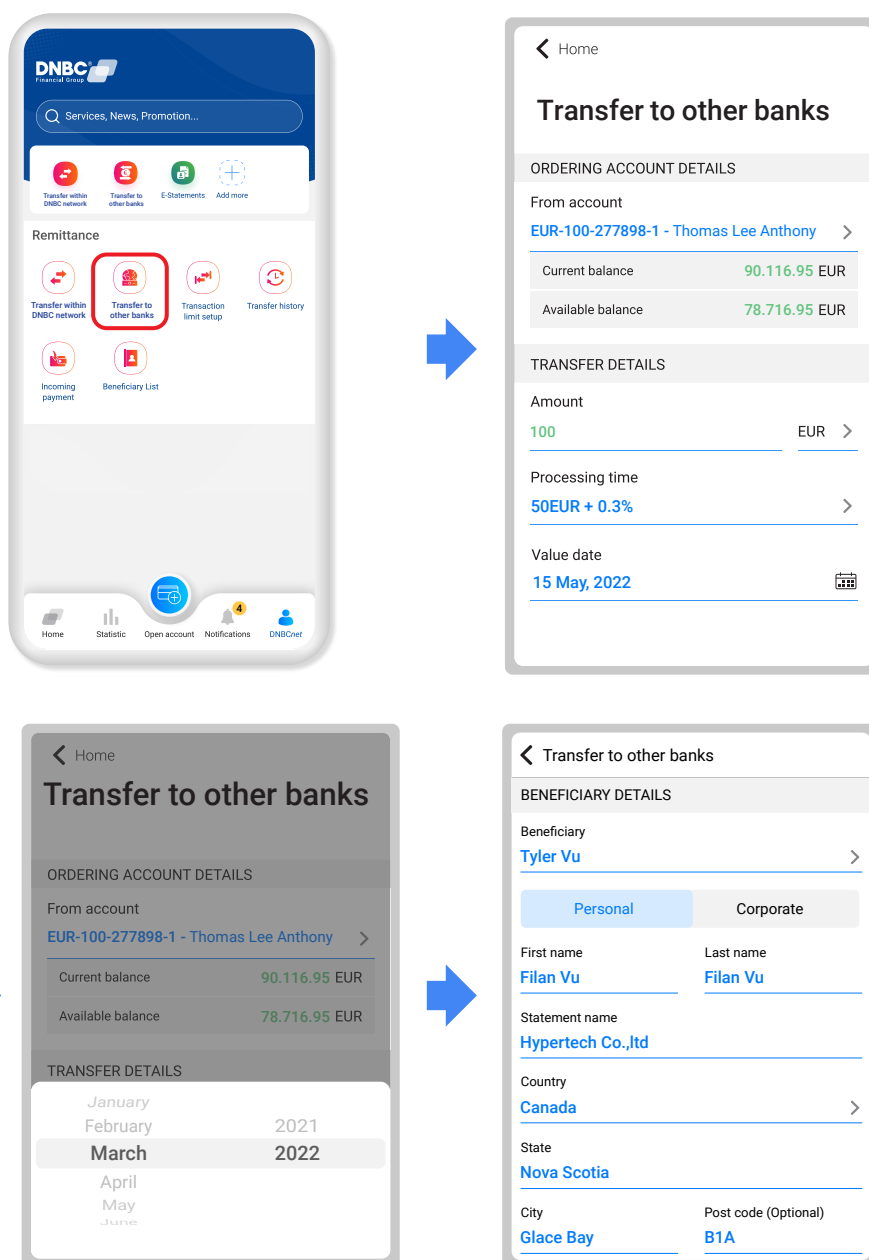 DNBC
Financial Group
Services, News, Promotion...
Transfer within
DNBC network
Transfer to
other banks
E-Statements
Add more
Remittance
Transfer within
DNBC network
Transfer to
other banks
Transaction
limit setup
Transfer history
Incoming
payment
Beneficiary List
Home
Statistic
Open account
4
Notifications
DNBCnet
Home
Transfer to other banks
ORDERING ACCOUNT DETAILS
From account
EUR-100-277898-1 - Thomas Lee Anthony
Current balance 90.116.95 EUR
Available balance 78.716.95 EUR
TRANSFER DETAILS
Amount
100 EUR
Processing time
50EUR + 0.3%
Value date
15 May, 2022
Home
Transfer to other banks
ORDERING ACCOUNT DETAILS
From account
EUR-100-277898-1 - Thomas Lee Anthony
Current balance 90.116.95 EUR
Available balance 78.716.95 EUR
TRANSFER DETAILS
January
February 2021
March 2022
April
May
June
Transfer to other banks
BENEFICIARY DETAILS
Beneficiary
Tyler Vu
Personal Corporate
First name Last name
Filan Vu Filan Vu
Statement name
Hypertech Co.,ltd
Country
Canada
State
Nova Scotia
City Post code (Optional)
Glace Bay B1A